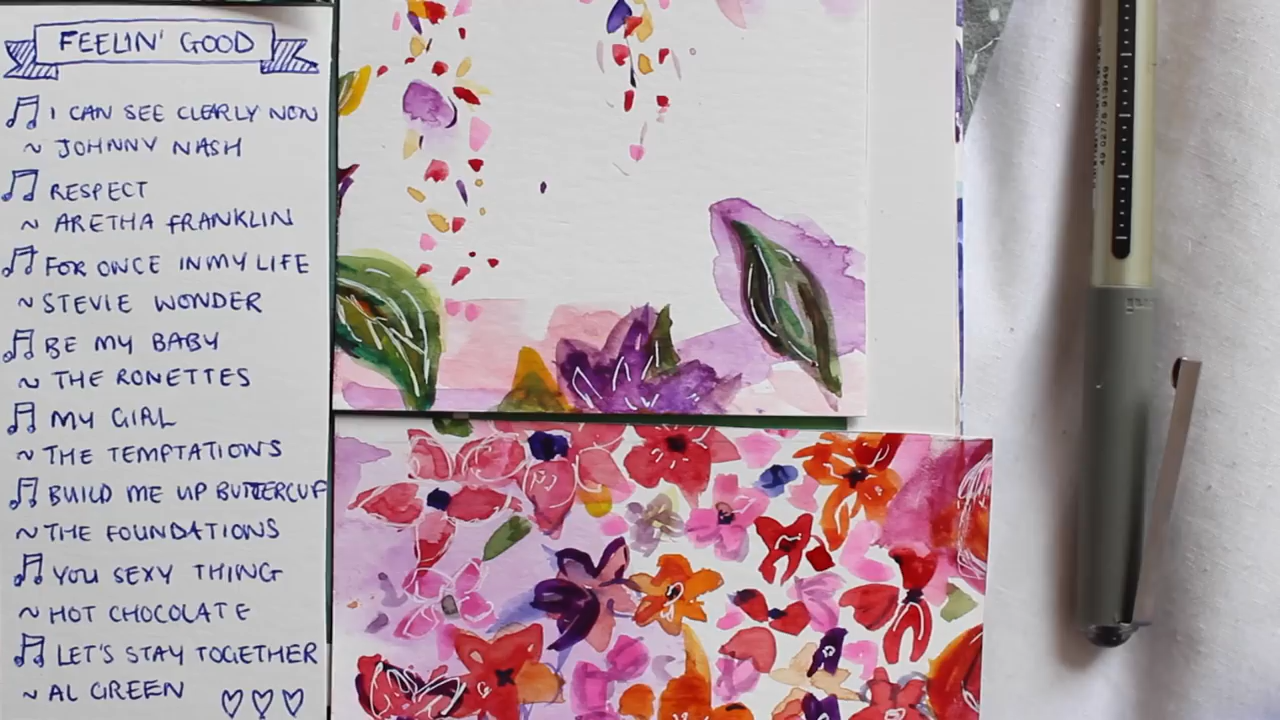 FEELIN' GOOD
I CAN SEE CLEARLY NOW
~ JOHNNY NASH
RESPECT
~ ARETHA FRANKLIN
FOR ONCE IN MY LIFE
~ STEVIE WONDER
BE MY BABY
~ THE RONETTES
MY GIRL
~ THE TEMPTATIONS
BUILD ME UP BUTTERCUP
~ THE FOUNDATIONS
YOU SEXY THING
~ HOT CHOCOLATE
LET'S STAY TOGETHER
~ AL GREEN